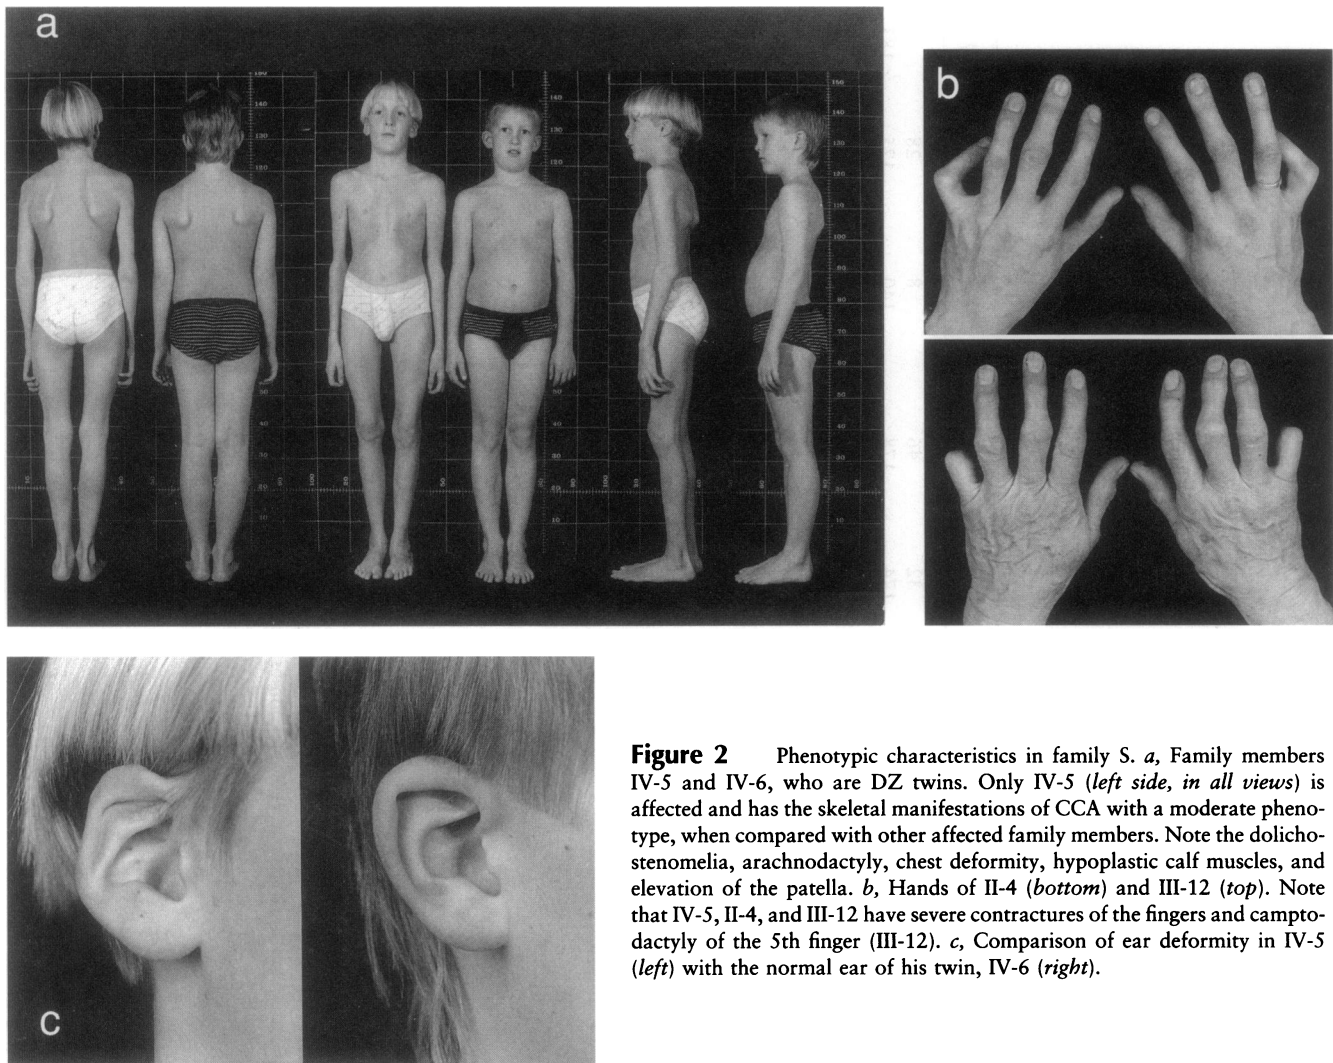 a
b
c
Figure 2 Phenotypic characteristics in family S. a, Family members
IV-5 and IV-6, who are DZ twins. Only IV-5 (left side, in all views) is
affected and has the skeletal manifestations of CCA with a moderate pheno-
type, when compared with other affected family members. Note the dolicho-
stenomelia, arachnodactyly, chest deformity, hypoplastic calf muscles, and
elevation of the patella. b, Hands of II-4 (bottom) and III-12 (top). Note
that IV-5, II-4, and III-12 have severe contractures of the fingers and campto-
dactyly of the 5th finger (III-12). c, Comparison of ear deformity in IV-5
(left) with the normal ear of his twin, IV-6 (right).